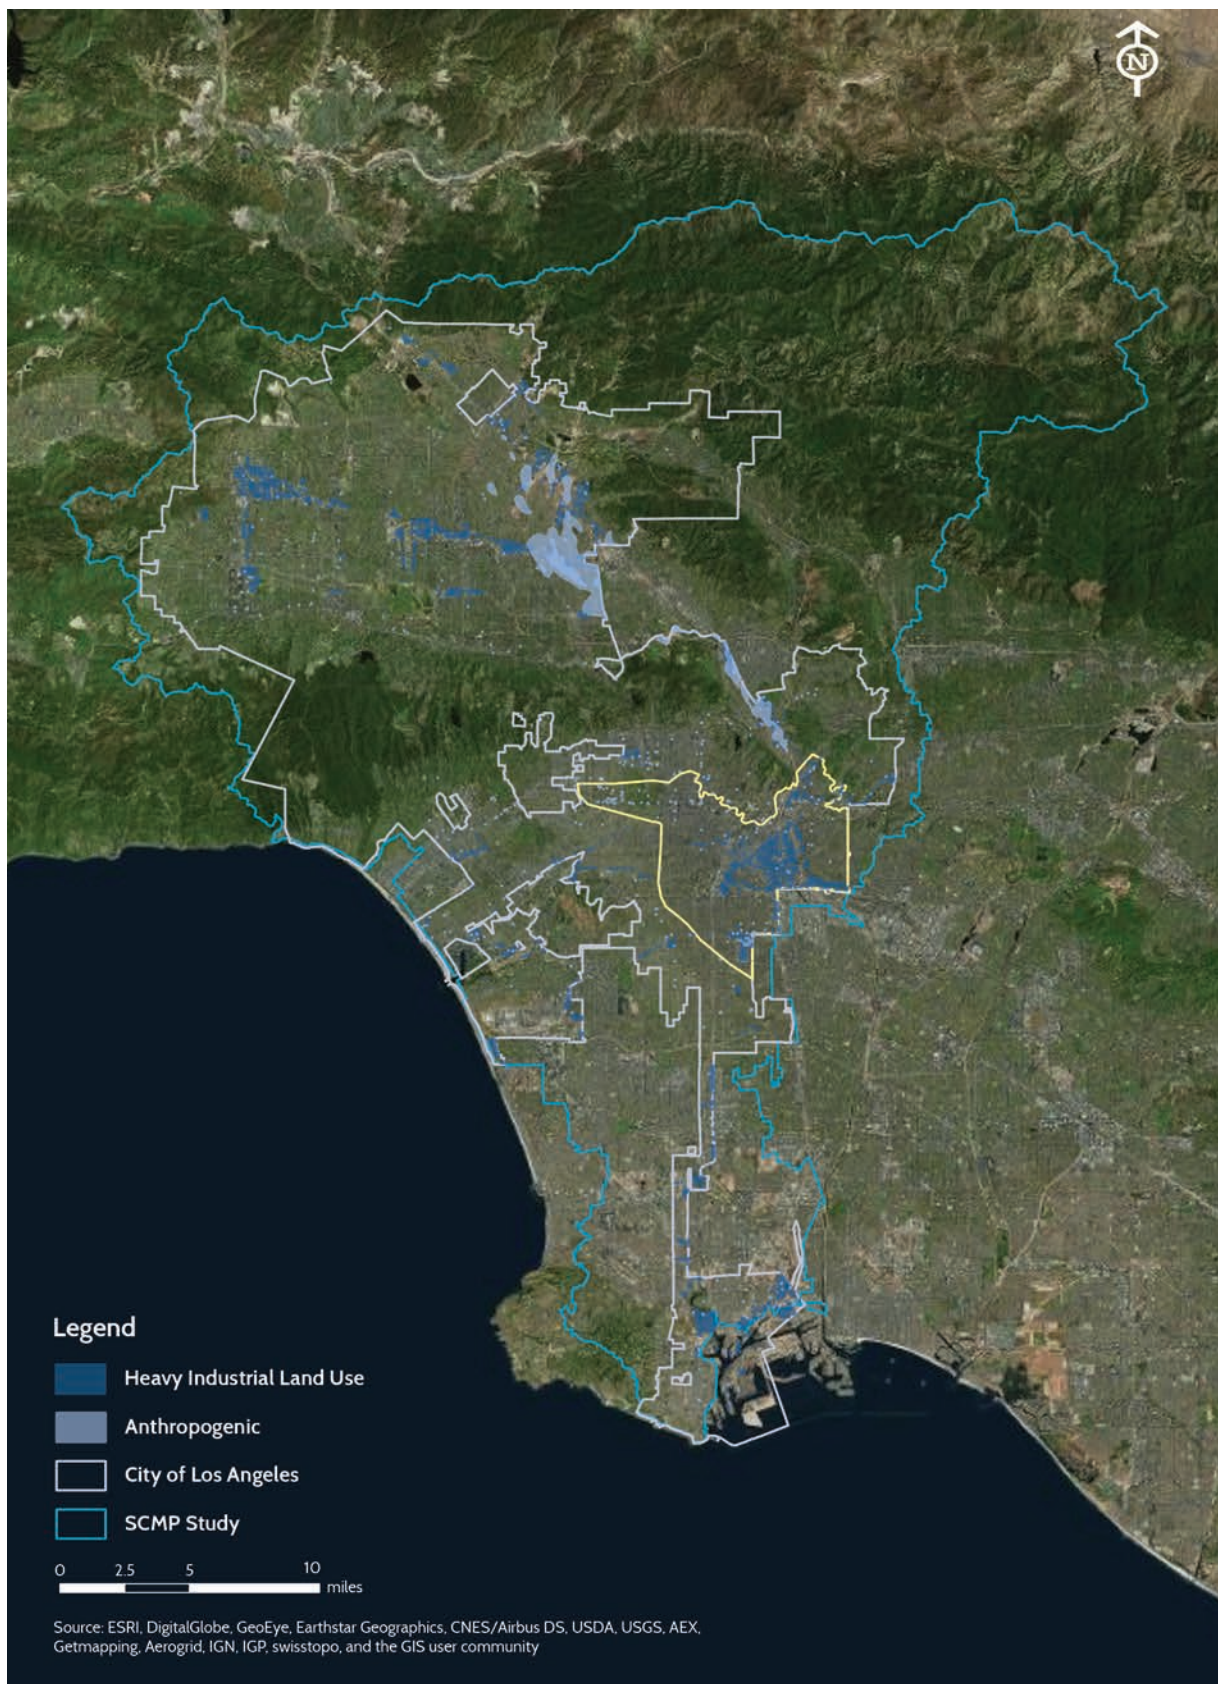 N
Legend
Heavy Industrial Land Use
Anthropogenic
City of Los Angeles
SCMP Study
0 2.5 5 10
miles
Source: ESRI, DigitalGlobe, GeoEye, Earthstar Geographics, CNES/Airbus DS, USDA, USGS, AEX,
Getmapping, Aerogrid, IGN, IGP, swisstopo, and the GIS user community